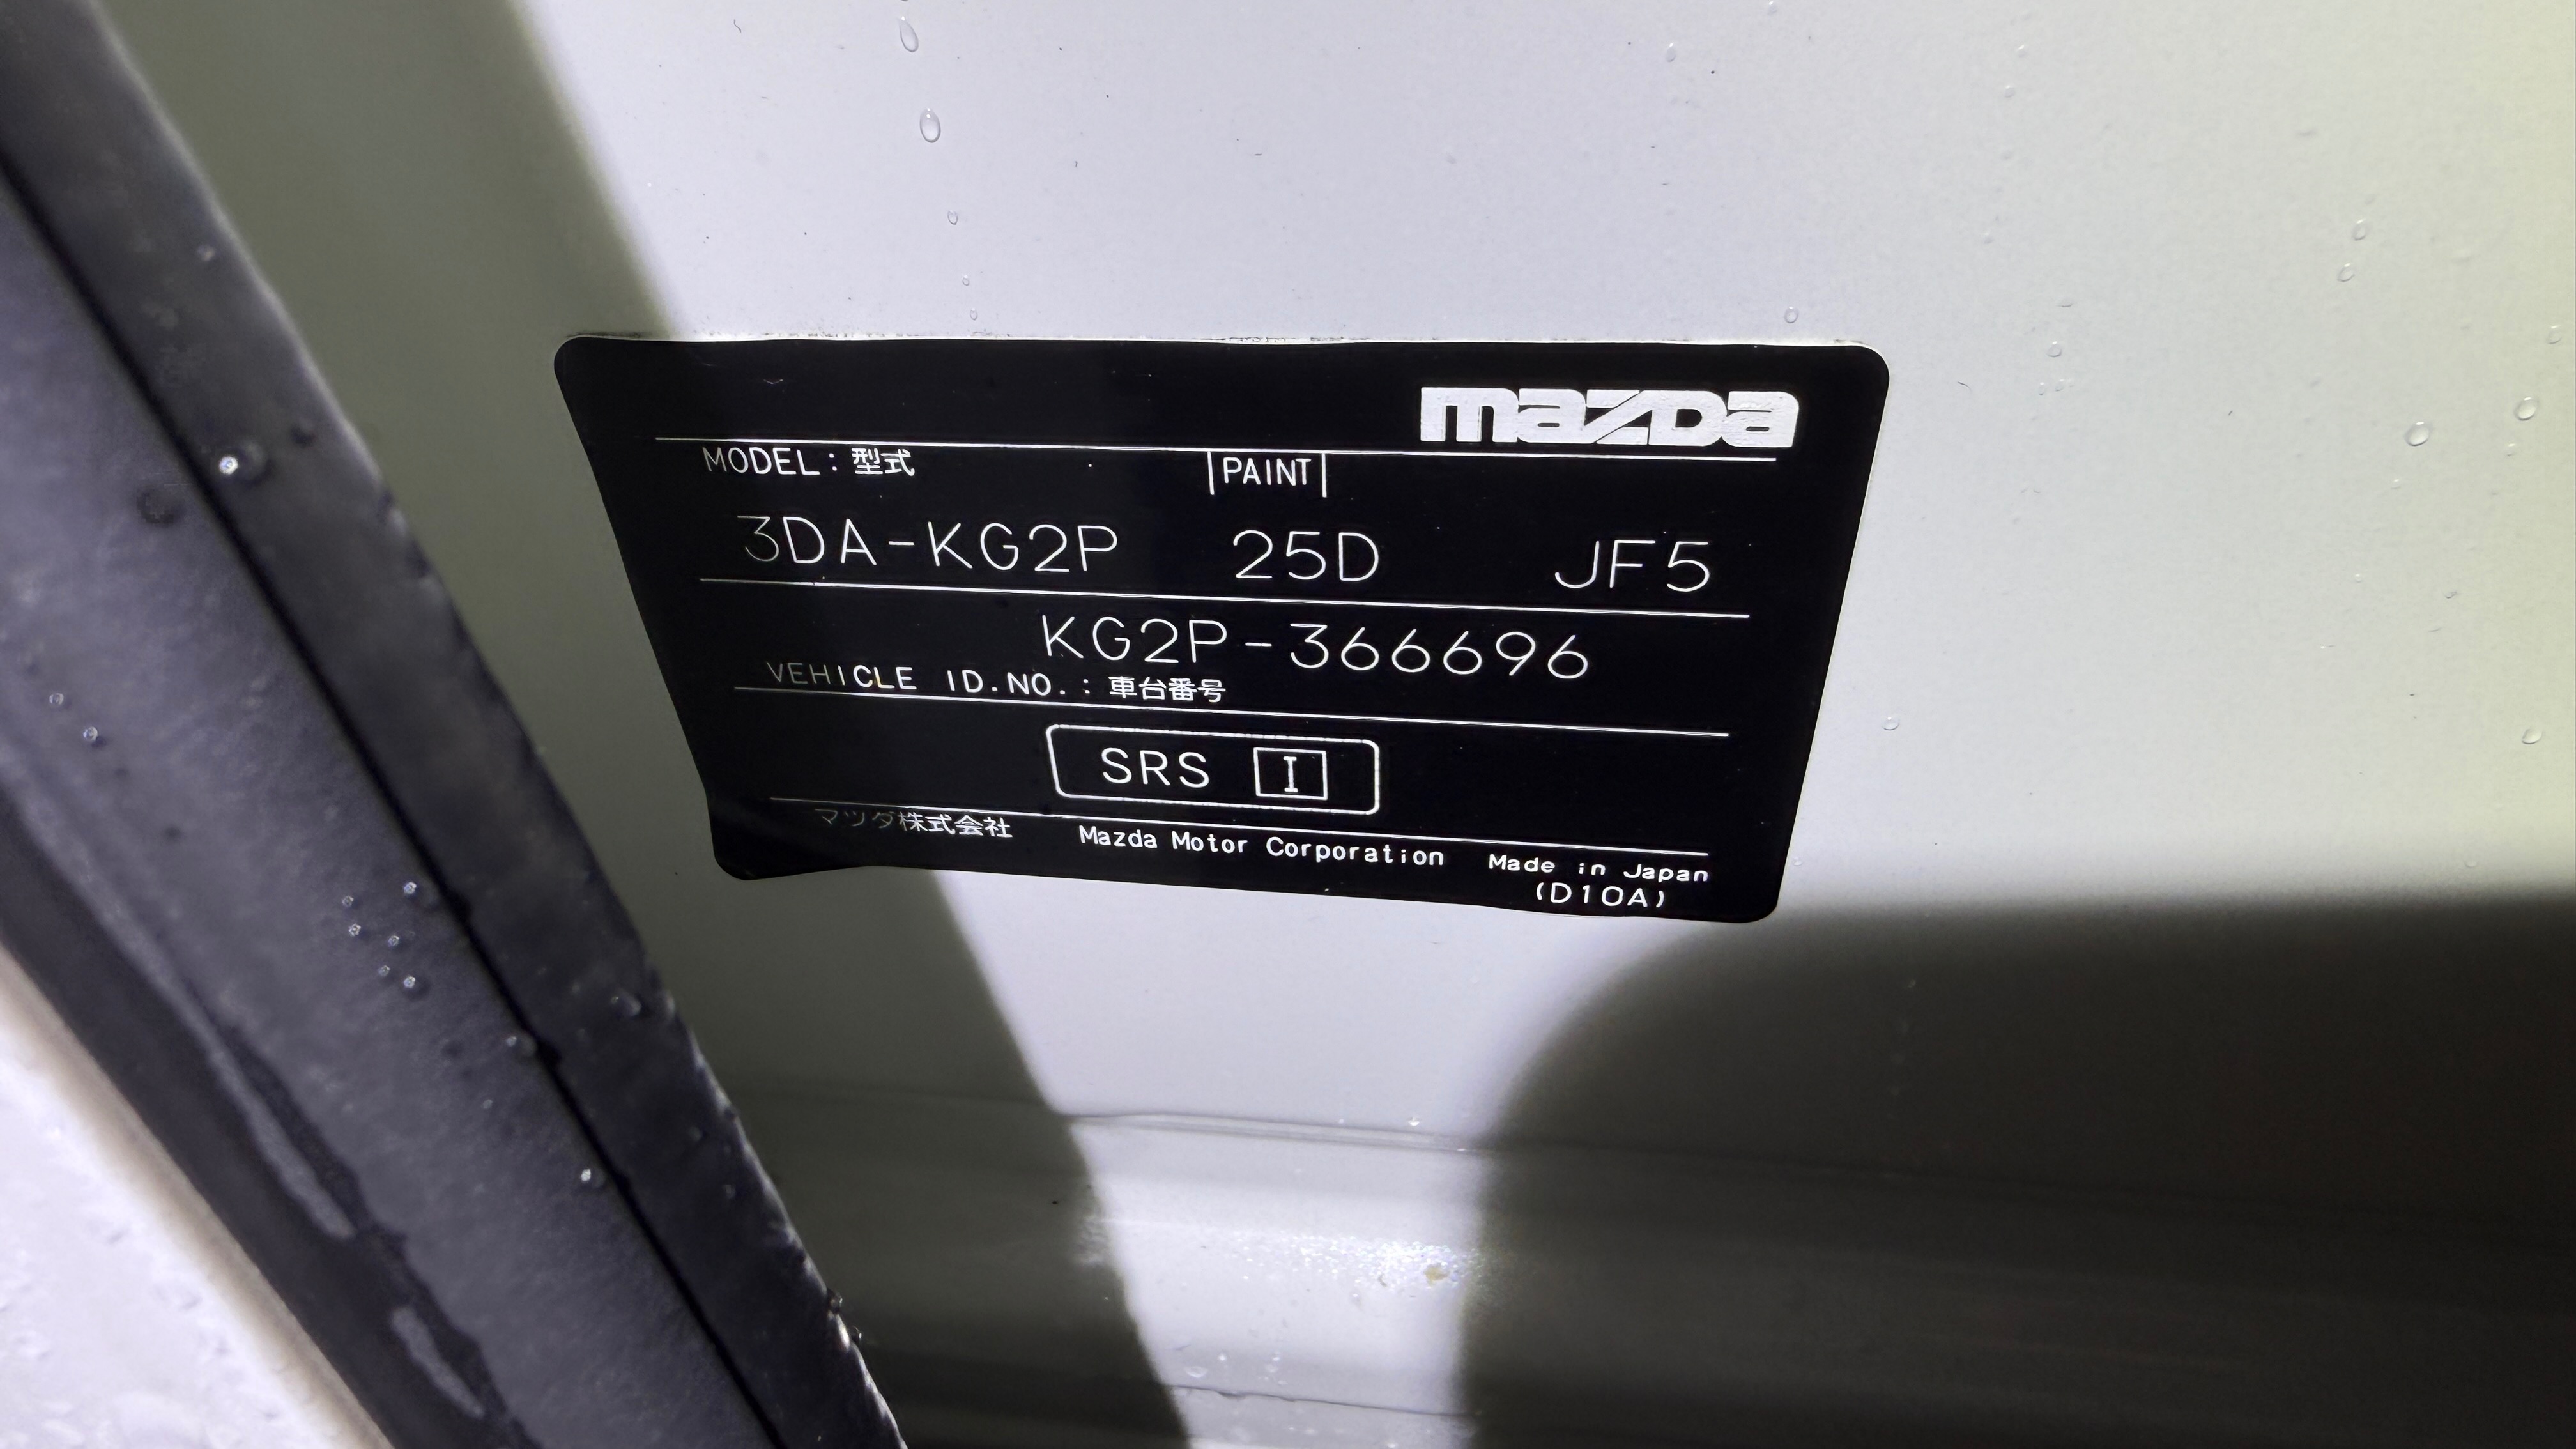 mazda
MODEL:型式 PAINT
3DA-KG2P 25D JF5
KG2P-366696
VEHICLE ID.NO.:車台番号
SRS I
マツダ株式会社 Mazda Motor Corporation Made in Japan
(D10A)